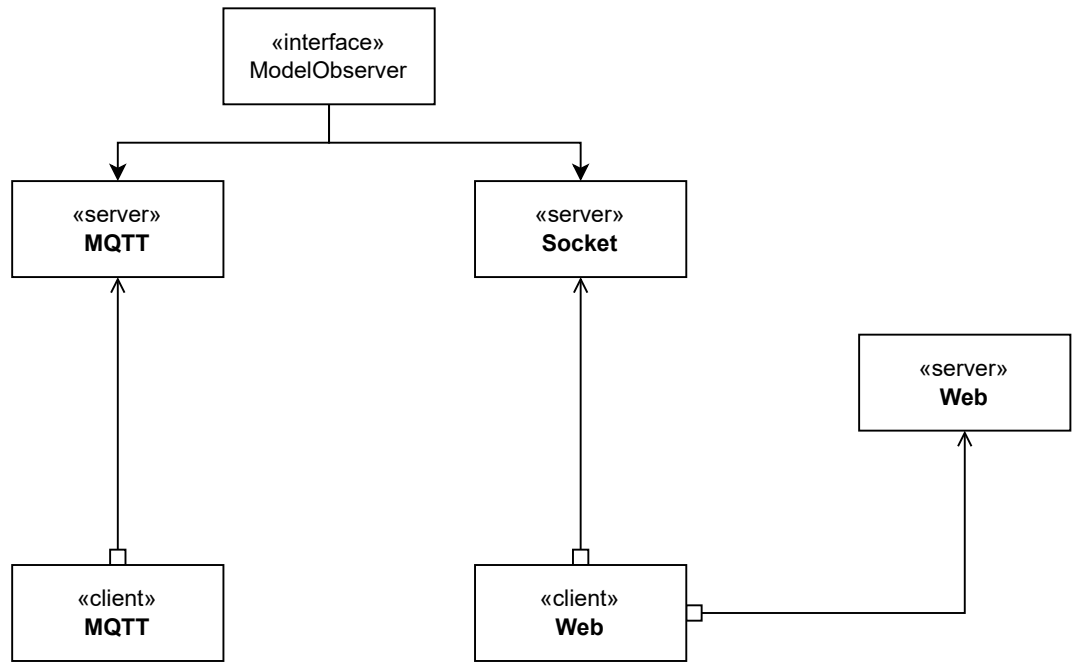 «interface»
ModelObserver
«server»
MQTT
«server»
Socket
«server»
Web
«client»
MQTT
«client»
Web